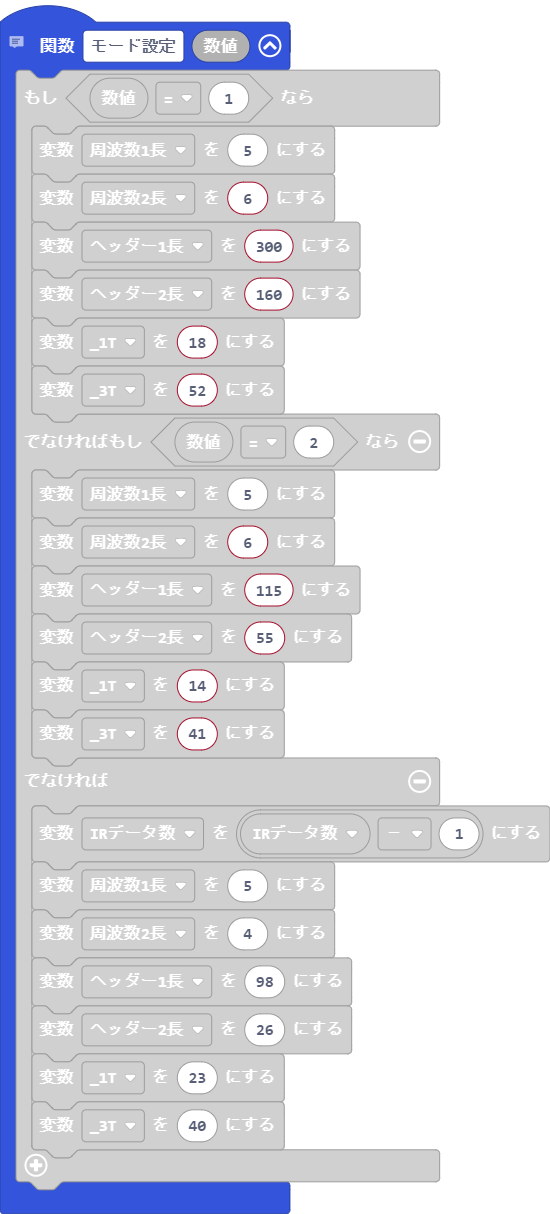 関数 モード設定 数値
もし 数値 = 1 なら
変数 周波数1長 を 5 にする
変数 周波数2長 を 6 にする
変数 ヘッダー1長 を 300 にする
変数 ヘッダー2長 を 160 にする
変数 _1T を 18 にする
変数 _3T を 52 にする
でなければもし 数値 = 2 なら
変数 周波数1長 を 5 にする
変数 周波数2長 を 6 にする
変数 ヘッダー1長 を 115 にする
変数 ヘッダー2長 を 55 にする
変数 _1T を 14 にする
変数 _3T を 41 にする
でなければ
変数 IRデータ数 を IRデータ数 - 1 にする
変数 周波数1長 を 5 にする
変数 周波数2長 を 4 にする
変数 ヘッダー1長 を 98 にする
変数 ヘッダー2長 を 26 にする
変数 _1T を 23 にする
変数 _3T を 40 にする